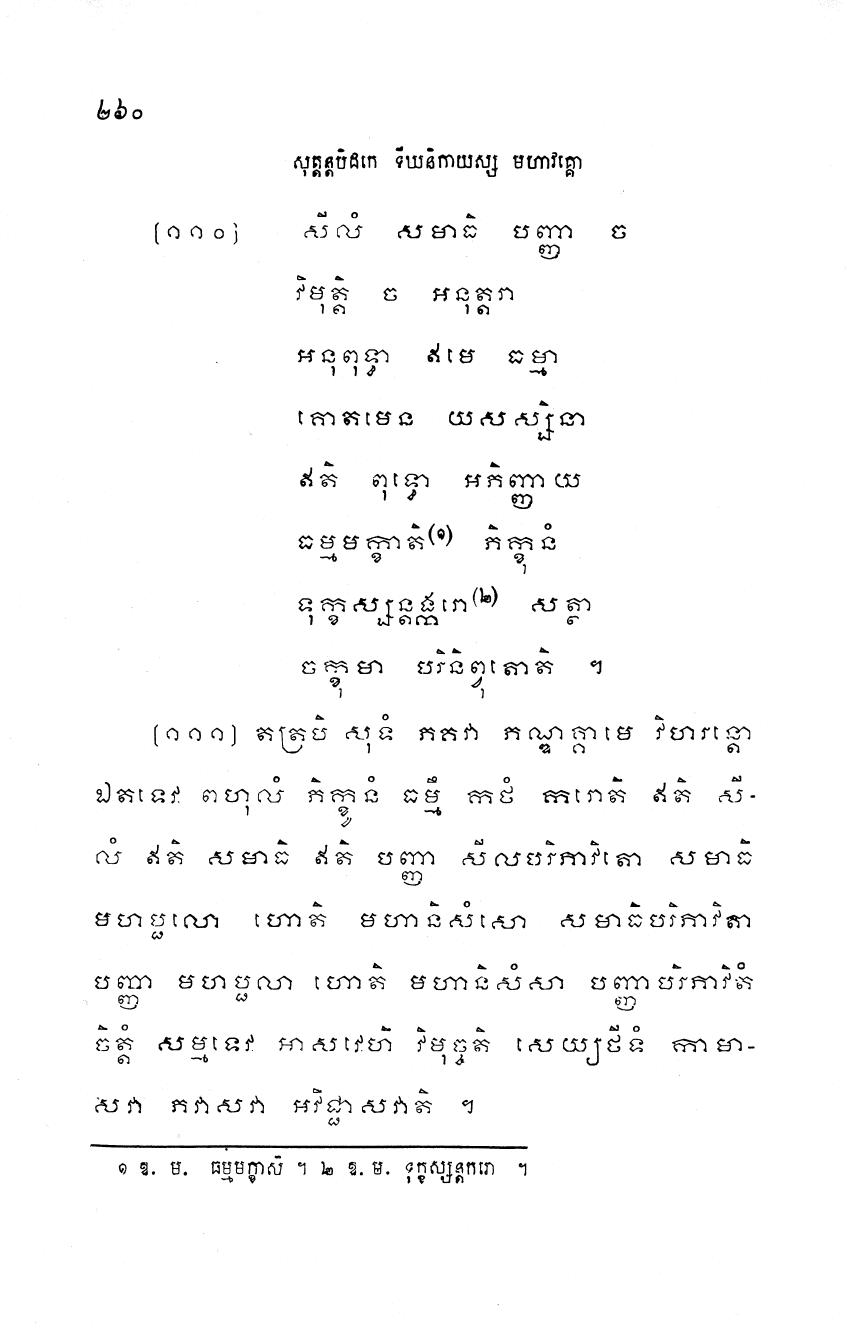 ២៦០
សុត្តន្តបិដកេ ទីឃនិកាយស្ស មហាវគ្គោ
(១១០) សីលំ សមាធិ បញ្ញា ច
វិមុត្តិ ច អនុត្តរា
អនុពុទ្ធា ឥមេ ធម្មា
គោតមេន យសស្សិនា
ឥតិ ពុទ្ធោ អភិញ្ញាយ
ធម្មមក្ខាតិ(១) ភិក្ខុនំ
ទុក្ខស្សន្តង្ករោ(២) សត្ថា
ចក្ខុមា បរិនិព្វុតោតិ ។
(១១១) តត្របិ សុទំ ភគវា ភណ្ឌគ្គាមេ វិហរន្តោ
ឯតទេវ ពហុលំ ភិក្ខូនំ ធម្មឹ កថំ ករោតិ ឥតិ សី-
លំ ឥតិ សមាធិ ឥតិ បញ្ញា សីលបរិភាវិតោ សមាធិ
មហប្ផលោ ហោតិ មហានិសំសោ សមាធិបរិភាវិតា
បញ្ញា មហប្ផលា ហោតិ មហានិសំសា បញ្ញាបរិភាវិតំ
ចិត្តំ សម្មទេវ អាសវេហិ វិមុច្ចតិ សេយ្យថីទំ កាមា-
សវា ភវាសវា អវិជ្ជាសវាតិ ។
១ ឱ. ម. ធម្មមក្ខាសិ ។ ២ ឱ. ម. ទុក្ខស្សន្តករោ ។